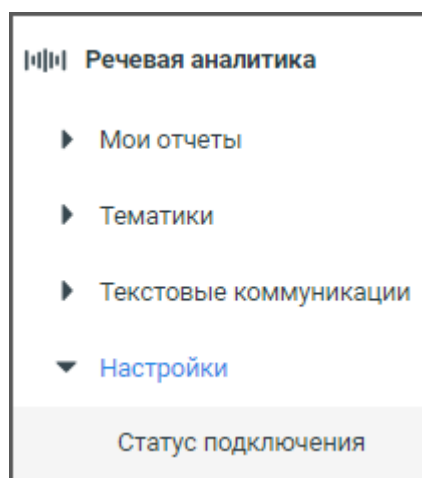 Речевая аналитика
Мои отчеты
Тематики
Текстовые коммуникации
Настройки
Статус подключения